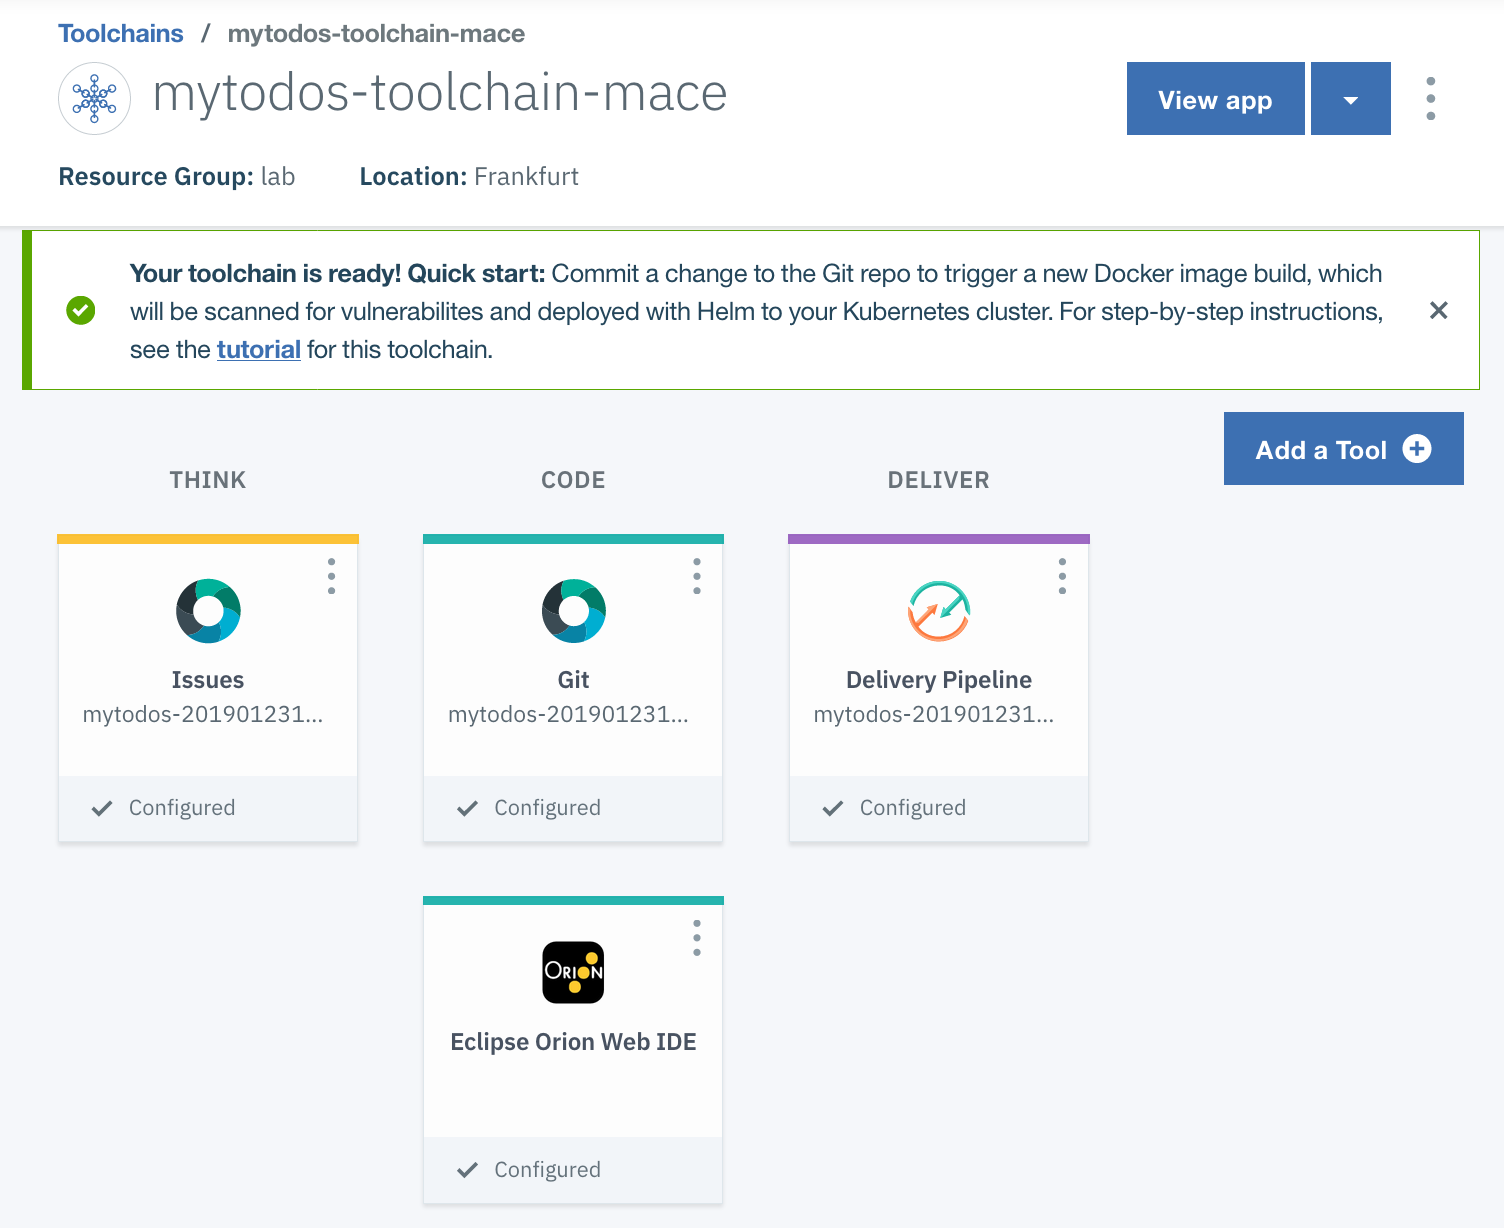 Toolchains / mytodos-toolchain-mace
mytodos-toolchain-mace
View app
Resource Group: lab Location: Frankfurt
Your toolchain is ready! Quick start: Commit a change to the Git repo to trigger a new Docker image build, which
will be scanned for vulnerabilites and deployed with Helm to your Kubernetes cluster. For step-by-step instructions,
see the tutorial for this toolchain.
Add a Tool
THINK CODE DELIVER
Issues
mytodos-201901231...
Configured
Git
mytodos-201901231...
Configured
Delivery Pipeline
mytodos-201901231...
Configured
ORION
Eclipse Orion Web IDE
Configured